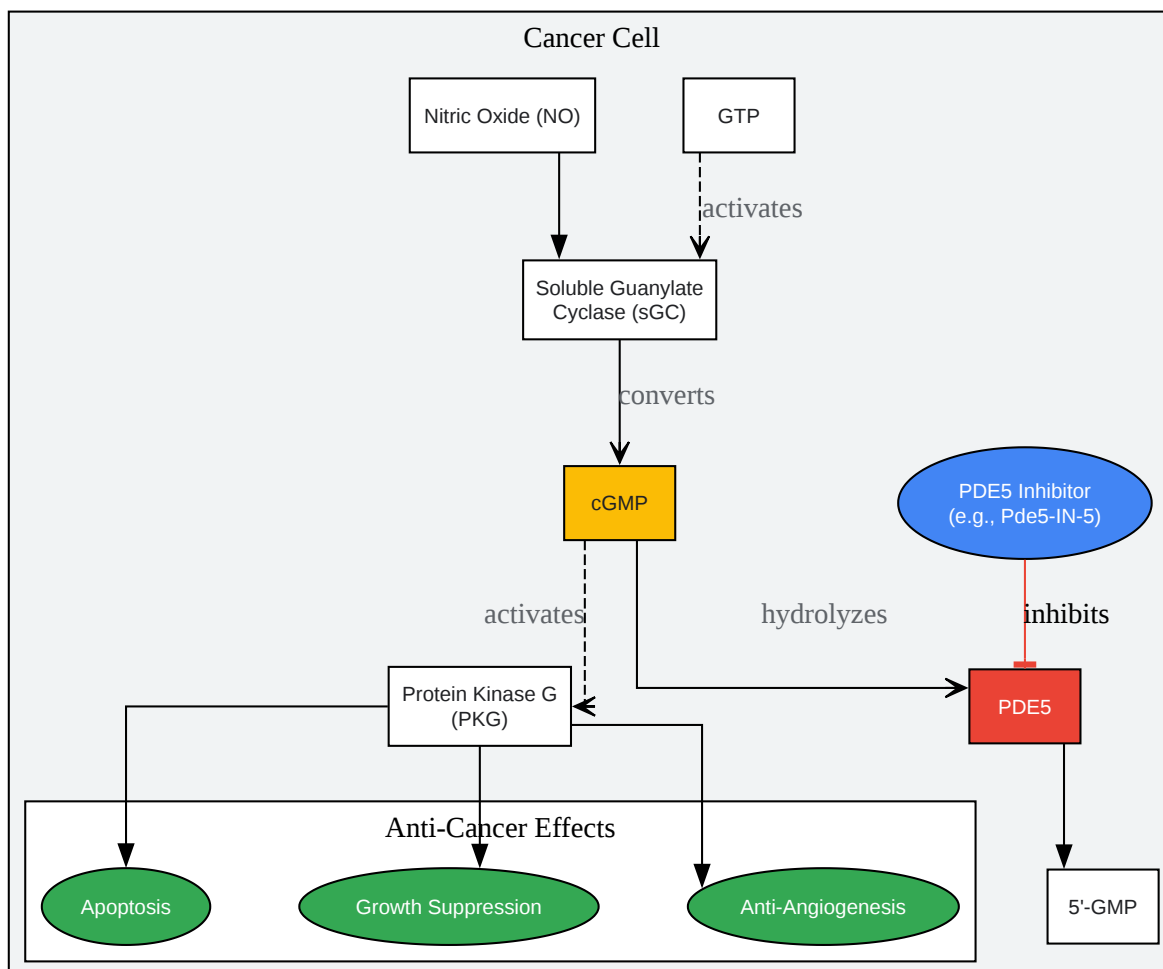 Cancer Cell
Nitric Oxide (NO)
GTP
activates
Soluble Guanylate
Cyclase (sGC)
converts
cGMP
PDE5 Inhibitor
(e.g., Pde5-IN-5)
activates
hydrolyzes
inhibits
Protein Kinase G
(PKG)
PDE5
Anti-Cancer Effects
Apoptosis
Growth Suppression
Anti-Angiogenesis
5'-GMP